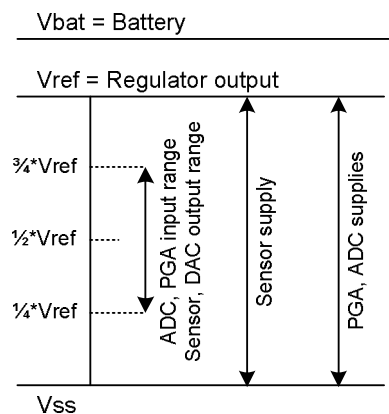 Vbat = Battery
Vref = Regulator output
¾*Vref
½*Vref
¼*Vref
ADC, PGA input range
Sensor, DAC output range
Sensor supply
PGA, ADC supplies
Vss